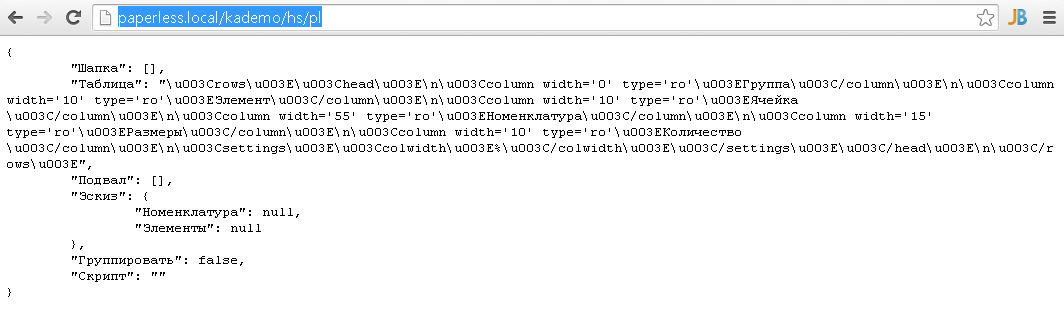 paperless.local/kademo/hs/pl
JB
{
"Шапка": [],
"Таблица": "\u003Crows\u003E\u003Chead\u003E\n\u003Ccolumn width='0' type='ro'\u003EГруппа\u003C/column\u003E\n\u003Ccolumn
width='10' type='ro'\u003EЭлемент\u003C/column\u003E\n\u003Ccolumn width='10' type='ro'\u003EЯчейка
\u003C/column\u003E\n\u003Ccolumn width='55' type='ro'\u003EНоменклатура\u003C/column\u003E\n\u003Ccolumn width='15'
type='ro'\u003EРазмеры\u003C/column\u003E\n\u003Ccolumn width='10' type='ro'\u003EКоличество
\u003C/column\u003E\n\u003Csettings\u003E\u003Ccolwidth\u003E%\u003C/colwidth\u003E\u003C/settings\u003E\u003C/head\u003E\n\u003C/r
ows\u003E",
"Подвал": [],
"Эскиз": {
"Номенклатура": null,
"Элементы": null
},
"Группировать": false,
"Скрипт": ""
}